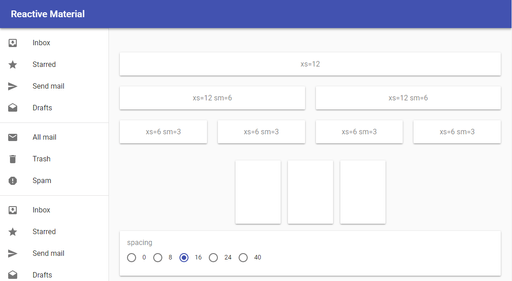 Reactive Material
Inbox
Starred
Send mail
Drafts
All mail
Trash
Spam
Inbox
Starred
Send mail
Drafts
xs=12
xs=12 sm=6
xs=12 sm=6
xs=6 sm=3
xs=6 sm=3
xs=6 sm=3
xs=6 sm=3
spacing
0 8 16 24 40